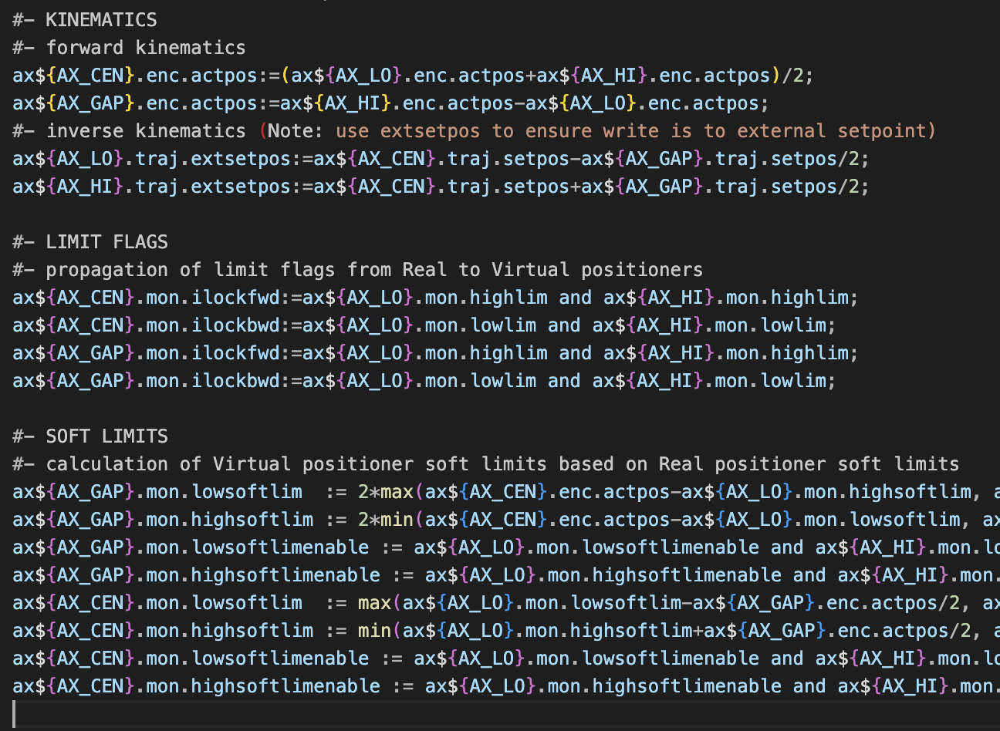 #- KINEMATICS
#- forward kinematics
ax${AX_CEN}.enc.actpos:=(ax${AX_LO}.enc.actpos+ax${AX_HI}.enc.actpos)/2;
ax${AX_GAP}.enc.actpos:=ax${AX_HI}.enc.actpos-ax${AX_LO}.enc.actpos;
#- inverse kinematics (Note: use extsetpos to ensure write is to external setpoint)
ax${AX_LO}.traj.extsetpos:=ax${AX_CEN}.traj.setpos-ax${AX_GAP}.traj.setpos/2;
ax${AX_HI}.traj.extsetpos:=ax${AX_CEN}.traj.setpos+ax${AX_GAP}.traj.setpos/2;

#- LIMIT FLAGS
#- propagation of limit flags from Real to Virtual positioners
ax${AX_CEN}.mon.ilockfwd:=ax${AX_LO}.mon.highlim and ax${AX_HI}.mon.highlim;
ax${AX_CEN}.mon.ilockbwd:=ax${AX_LO}.mon.lowlim and ax${AX_HI}.mon.lowlim;
ax${AX_GAP}.mon.ilockfwd:=ax${AX_LO}.mon.highlim and ax${AX_HI}.mon.highlim;
ax${AX_GAP}.mon.ilockbwd:=ax${AX_LO}.mon.lowlim and ax${AX_HI}.mon.lowlim;

#- SOFT LIMITS
#- calculation of Virtual positioner soft limits based on Real positioner soft limits
ax${AX_GAP}.mon.lowsoftlim  := 2*max(ax${AX_CEN}.enc.actpos-ax${AX_LO}.mon.highsoftlim, a
ax${AX_GAP}.mon.highsoftlim := 2*min(ax${AX_CEN}.enc.actpos-ax${AX_LO}.mon.lowsoftlim, ax
ax${AX_GAP}.mon.lowsoftlimenable := ax${AX_LO}.mon.lowsoftlimenable and ax${AX_HI}.mon.lo
ax${AX_GAP}.mon.highsoftlimenable := ax${AX_LO}.mon.highsoftlimenable and ax${AX_HI}.mon.
ax${AX_CEN}.mon.lowsoftlim  := max(ax${AX_LO}.mon.lowsoftlim-ax${AX_GAP}.enc.actpos/2, ax
ax${AX_CEN}.mon.highsoftlim := min(ax${AX_LO}.mon.highsoftlim+ax${AX_GAP}.enc.actpos/2, a
ax${AX_CEN}.mon.lowsoftlimenable := ax${AX_LO}.mon.lowsoftlimenable and ax${AX_HI}.mon.lo
ax${AX_CEN}.mon.highsoftlimenable := ax${AX_LO}.mon.highsoftlimenable and ax${AX_HI}.mon.